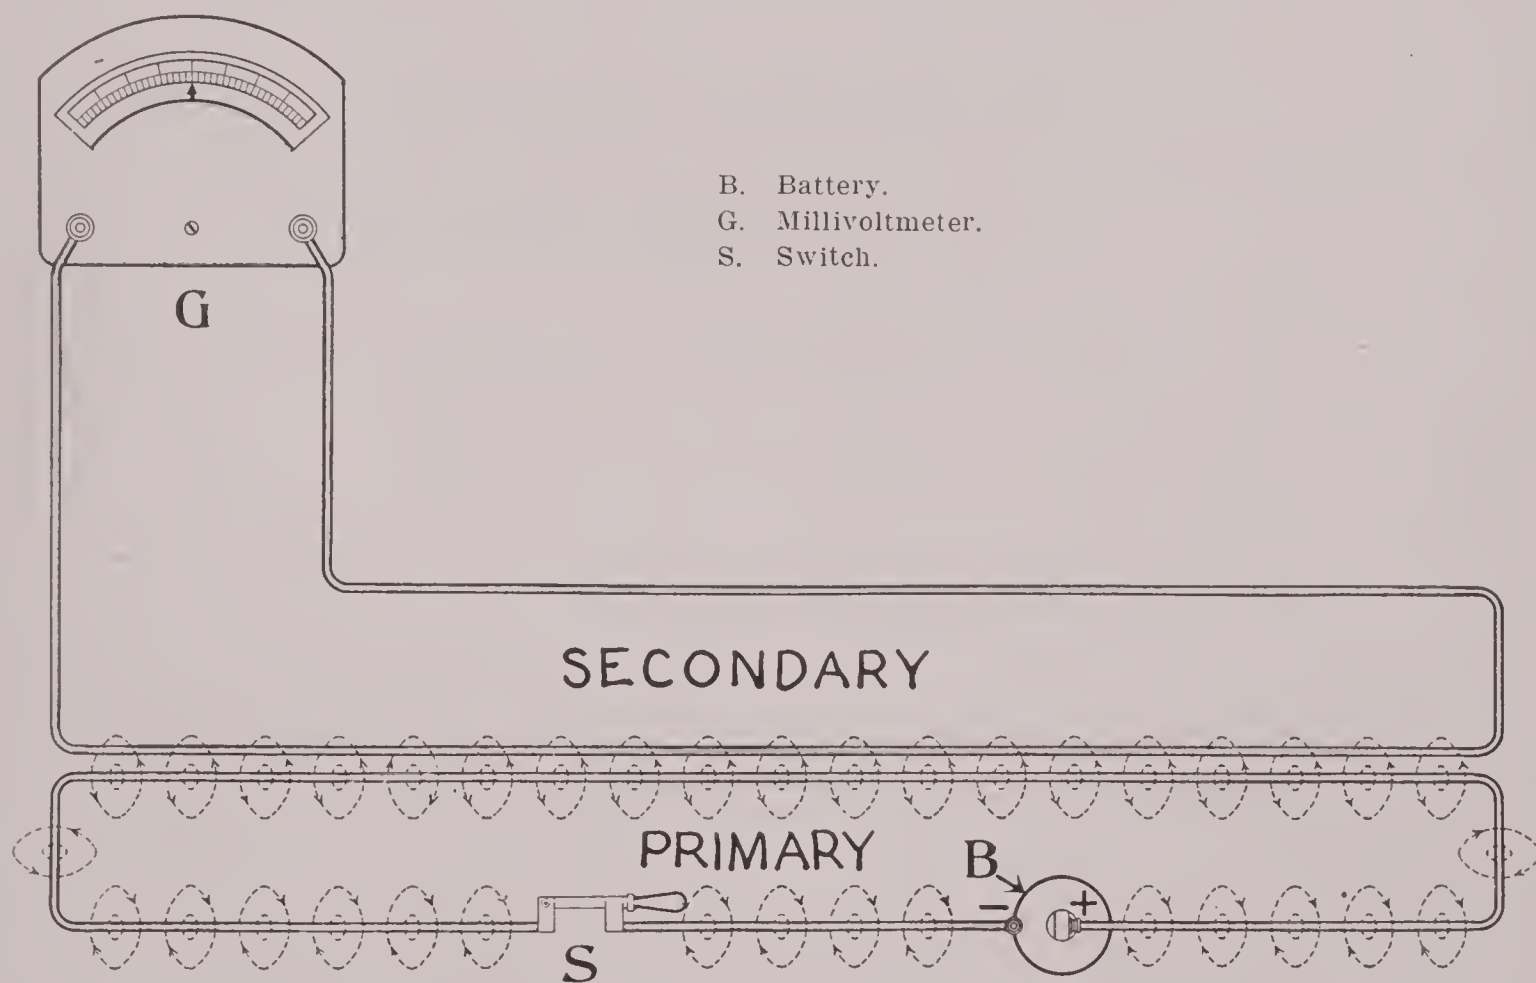 B. Battery.
G. Millivoltmeter.
S. Switch.
G
SECONDARY
PRIMARY
B
− +
S